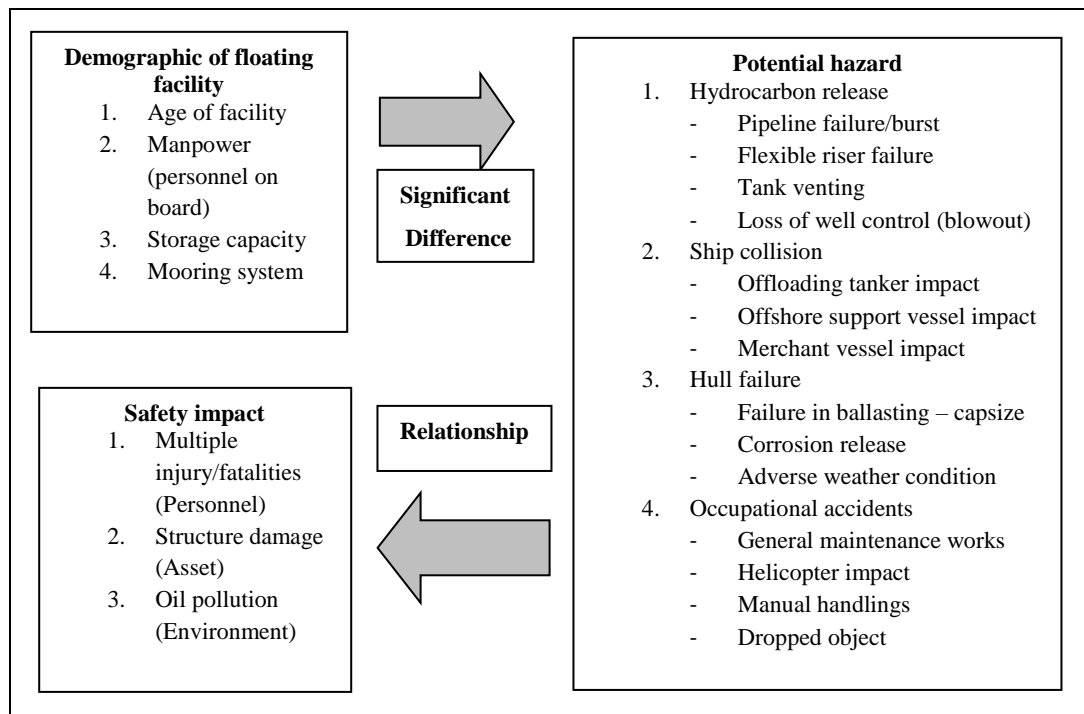 Demographic of floating
facility
1. Age of facility
2. Manpower
(personnel on
board)
3. Storage capacity
4. Mooring system
Significant
Difference
Potential hazard
1. Hydrocarbon release
- Pipeline failure/burst
- Flexible riser failure
- Tank venting
- Loss of well control (blowout)
2. Ship collision
- Offloading tanker impact
- Offshore support vessel impact
- Merchant vessel impact
3. Hull failure
- Failure in ballasting – capsize
- Corrosion release
- Adverse weather condition
4. Occupational accidents
- General maintenance works
- Helicopter impact
- Manual handlings
- Dropped object
Relationship
Safety impact
1. Multiple
injury/fatalities
(Personnel)
2. Structure damage
(Asset)
3. Oil pollution
(Environment)